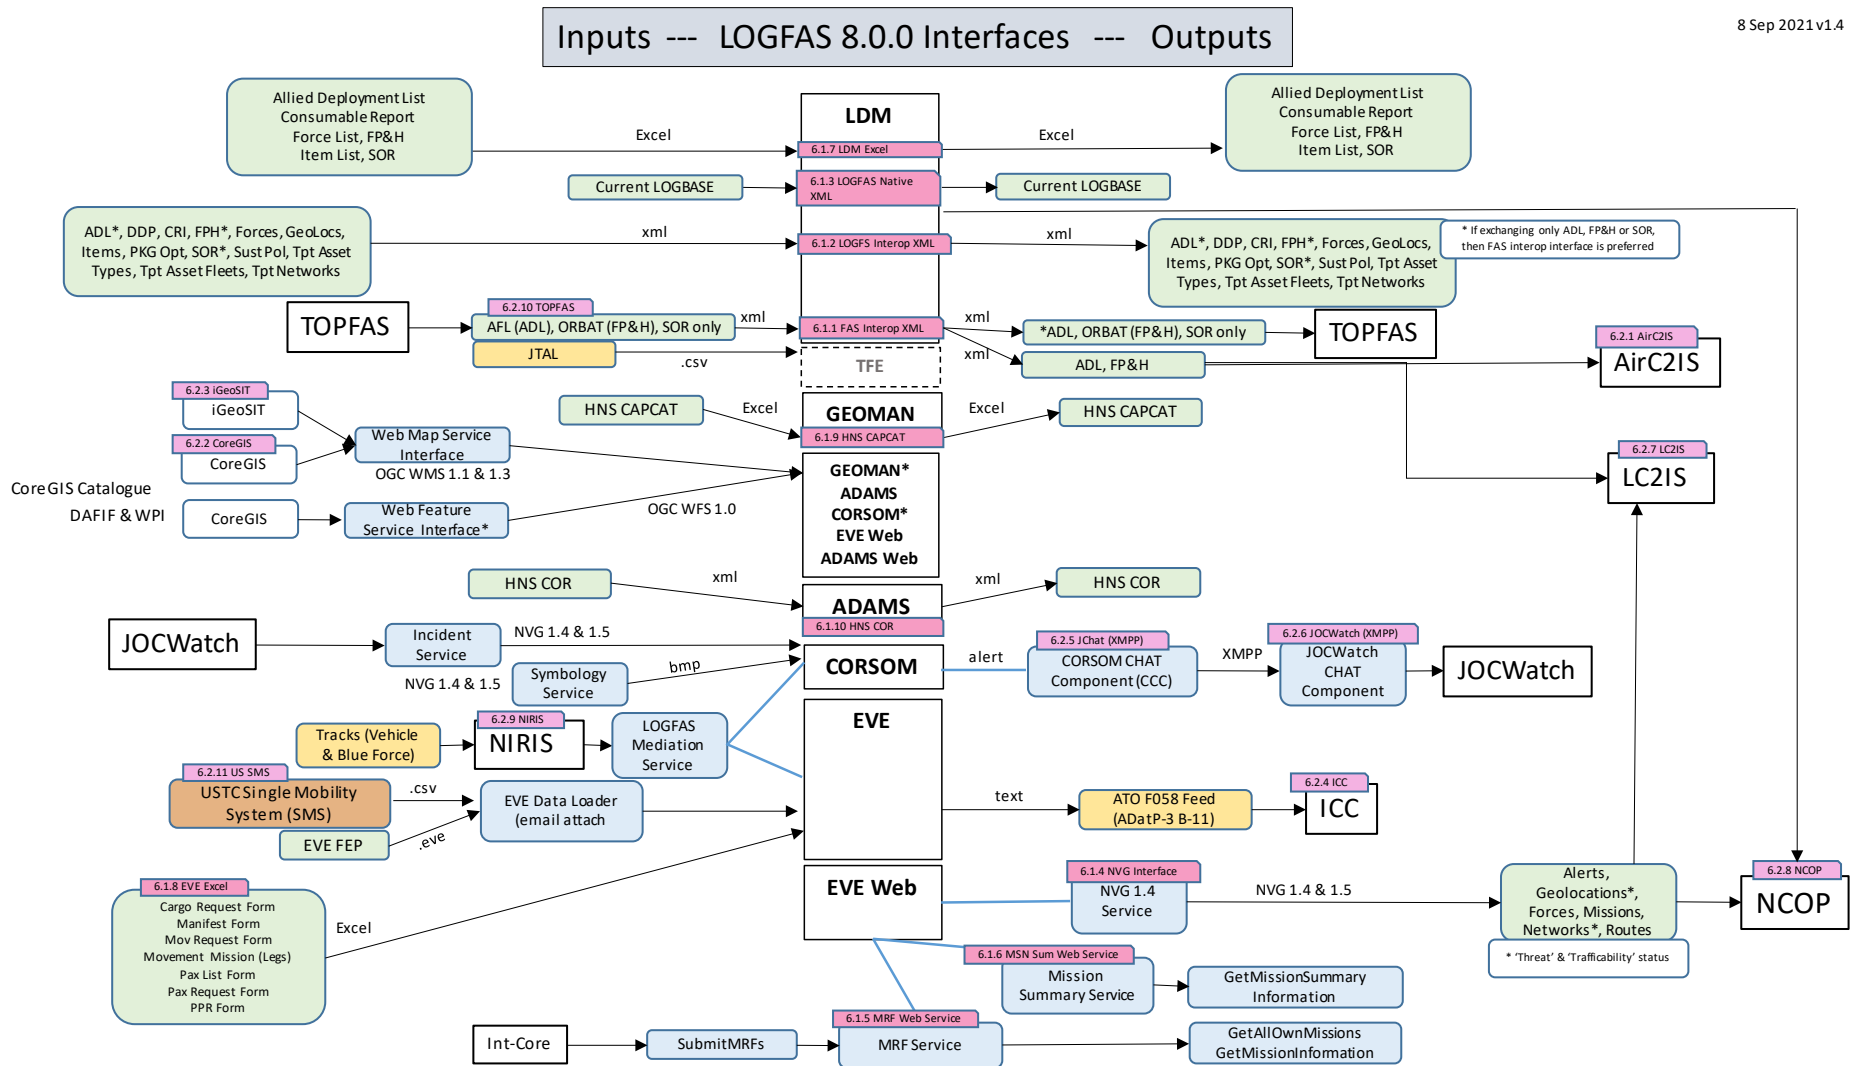 Inputs --- LOGFAS 8.0.0 Interfaces --- Outputs
8 Sep 2021 v1.4
Allied Deployment List
Consumable Report
Force List, FP&H
Item List, SOR
Excel
LDM
6.1.7 LDM Excel
Excel
Allied Deployment List
Consumable Report
Force List, FP&H
Item List, SOR
Current LOGBASE
6.1.3 LOGFAS Native
XML
Current LOGBASE
ADL*, DDP, CRI, FPH*, Forces, GeoLocs,
Items, PKG Opt, SOR*, Sust Pol, Tpt Asset
Types, Tpt Asset Fleets, Tpt Networks
xml
6.1.2 LOGFS Interop XML
xml
ADL*, DDP, CRI, FPH*, Forces, GeoLocs,
Items, PKG Opt, SOR*, Sust Pol, Tpt Asset
Types, Tpt Asset Fleets, Tpt Networks
* If exchanging only ADL, FP&H or SOR,
then FAS interop interface is preferred
TOPFAS
6.2.10 TOPFAS
AFL (ADL), ORBAT (FP&H), SOR only
xml
6.1.1 FAS Interop XML
xml
*ADL, ORBAT (FP&H), SOR only
TOPFAS
JTAL
.csv
TFE
xml
ADL, FP&H
6.2.1 AirC2IS
AirC2IS
6.2.3 iGeoSIT
iGeoSIT
6.2.2 CoreGIS
CoreGIS
Web Map Service
Interface
OGC WMS 1.1 & 1.3
HNS CAPCAT
Excel
GEOMAN
6.1.9 HNS CAPCAT
Excel
HNS CAPCAT
CoreGIS Catalogue
DAFIF & WPI
CoreGIS
Web Feature
Service Interface*
OGC WFS 1.0
GEOMAN*
ADAMS
CORSOM*
EVE Web
ADAMS Web
6.2.7 LC2IS
LC2IS
HNS COR
xml
ADAMS
6.1.10 HNS COR
xml
HNS COR
JOCWatch
Incident
Service
NVG 1.4 & 1.5
NVG 1.4 & 1.5
Symbology
Service
bmp
CORSOM
alert
6.2.5 JChat (XMPP)
CORSOM CHAT
Component (CCC)
XMPP
6.2.6 JOCWatch (XMPP)
JOCWatch
CHAT
Component
JOCWatch
Tracks (Vehicle
& Blue Force)
6.2.9 NIRIS
NIRIS
LOGFAS
Mediation
Service
EVE
6.2.11 US SMS
USTC Single Mobility
System (SMS)
.csv
EVE FEP
.eve
EVE Data Loader
(email attach
text
ATO F058 Feed
(ADatP-3 B-11)
6.2.4 ICC
ICC
6.1.8 EVE Excel
Cargo Request Form
Manifest Form
Mov Request Form
Movement Mission (Legs)
Pax List Form
Pax Request Form
PPR Form
Excel
EVE Web
6.1.4 NVG Interface
NVG 1.4
Service
NVG 1.4 & 1.5
Alerts,
Geolocations*,
Forces, Missions,
Networks*, Routes
* 'Threat' & 'Trafficability' status
6.2.8 NCOP
NCOP
6.1.6 MSN Sum Web Service
Mission
Summary Service
GetMissionSummary
Information
Int-Core
SubmitMRFs
6.1.5 MRF Web Service
MRF Service
GetAllOwnMissions
GetMissionInformation